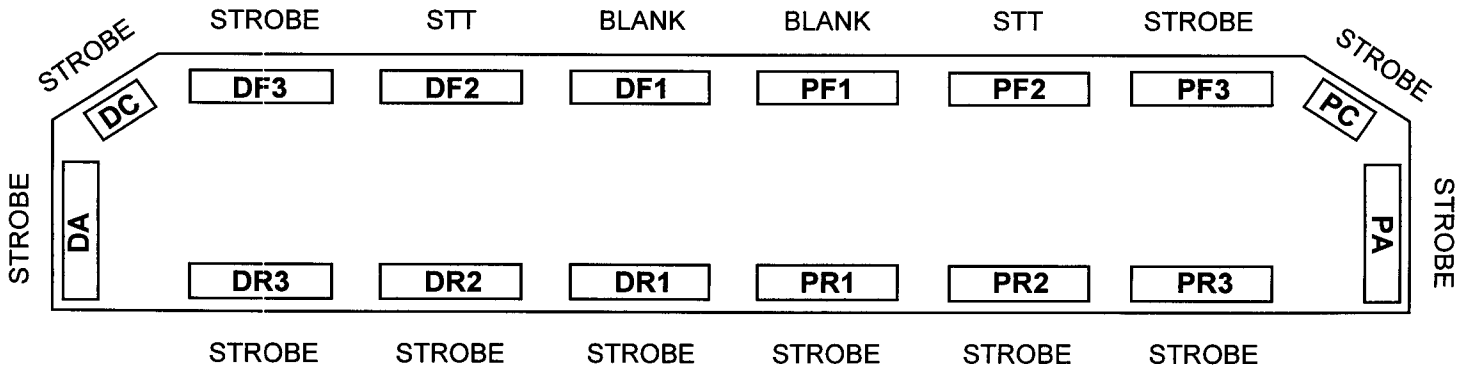 STROBE STROBE STT BLANK BLANK STT STROBE STROBE
DC DF3 DF2 DF1 PF1 PF2 PF3 PC
STROBE DA PA STROBE
DR3 DR2 DR1 PR1 PR2 PR3
STROBE STROBE STROBE STROBE STROBE STROBE